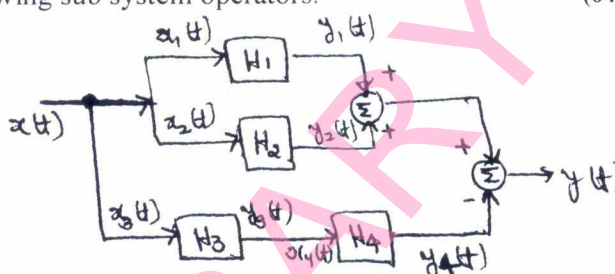 wing sub system operators.
x₁(t) H₁ y₁(t) +
Σ
x(t) x₂(t) H₂ y₂(t) + +
Σ y(t)
-
x₃(t) H₃ y₃(t) x₄(t) H₄ y₄(t)